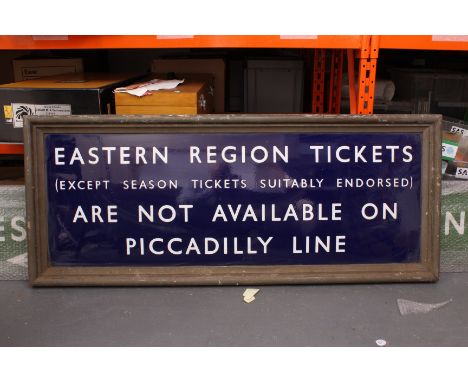 EASTERN REGION TICKETS
(EXCEPT SEASON TICKETS SUITABLY ENDORSED)
ARE NOT AVAILABLE ON
PICCADILLY LINE